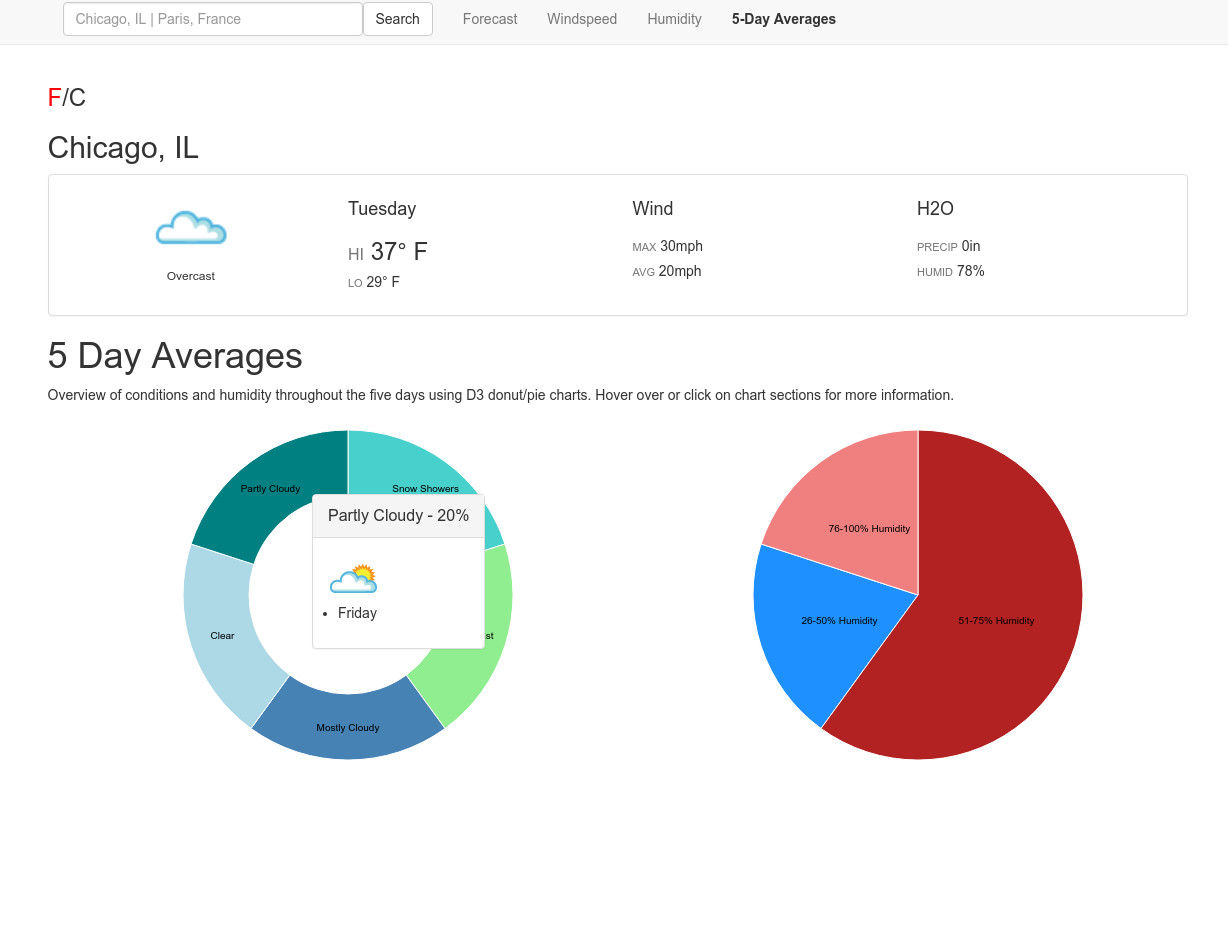 Chicago, IL | Paris, France Search Forecast Windspeed Humidity 5-Day Averages
F/C
Chicago, IL
Overcast
Tuesday
HI 37° F
LO 29° F
Wind
MAX 30mph
AVG 20mph
H2O
PRECIP 0in
HUMID 78%
5 Day Averages
Overview of conditions and humidity throughout the five days using D3 donut/pie charts. Hover over or click on chart sections for more information.
Partly Cloudy
Snow Showers
Partly Cloudy - 20%
• Friday
Clear
st
Mostly Cloudy
76-100% Humidity
26-50% Humidity
51-75% Humidity